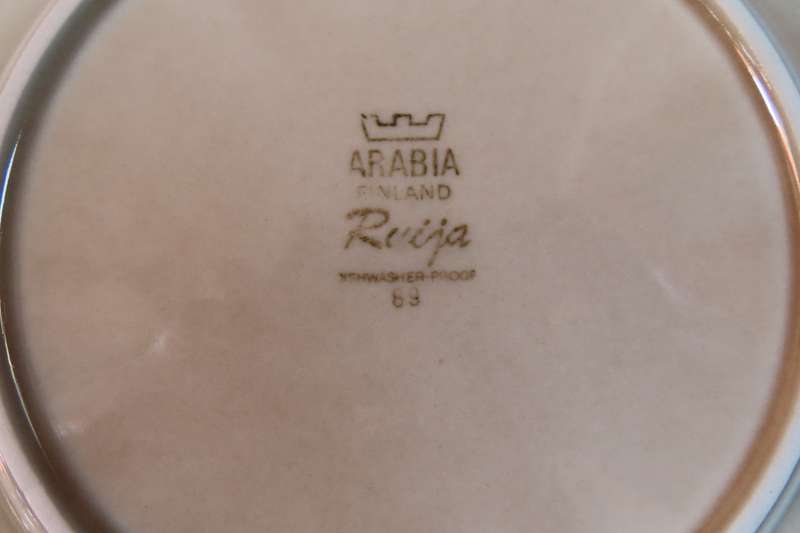 ARABIA
FINLAND
Ruija
DISHWASHER-PROOF
69